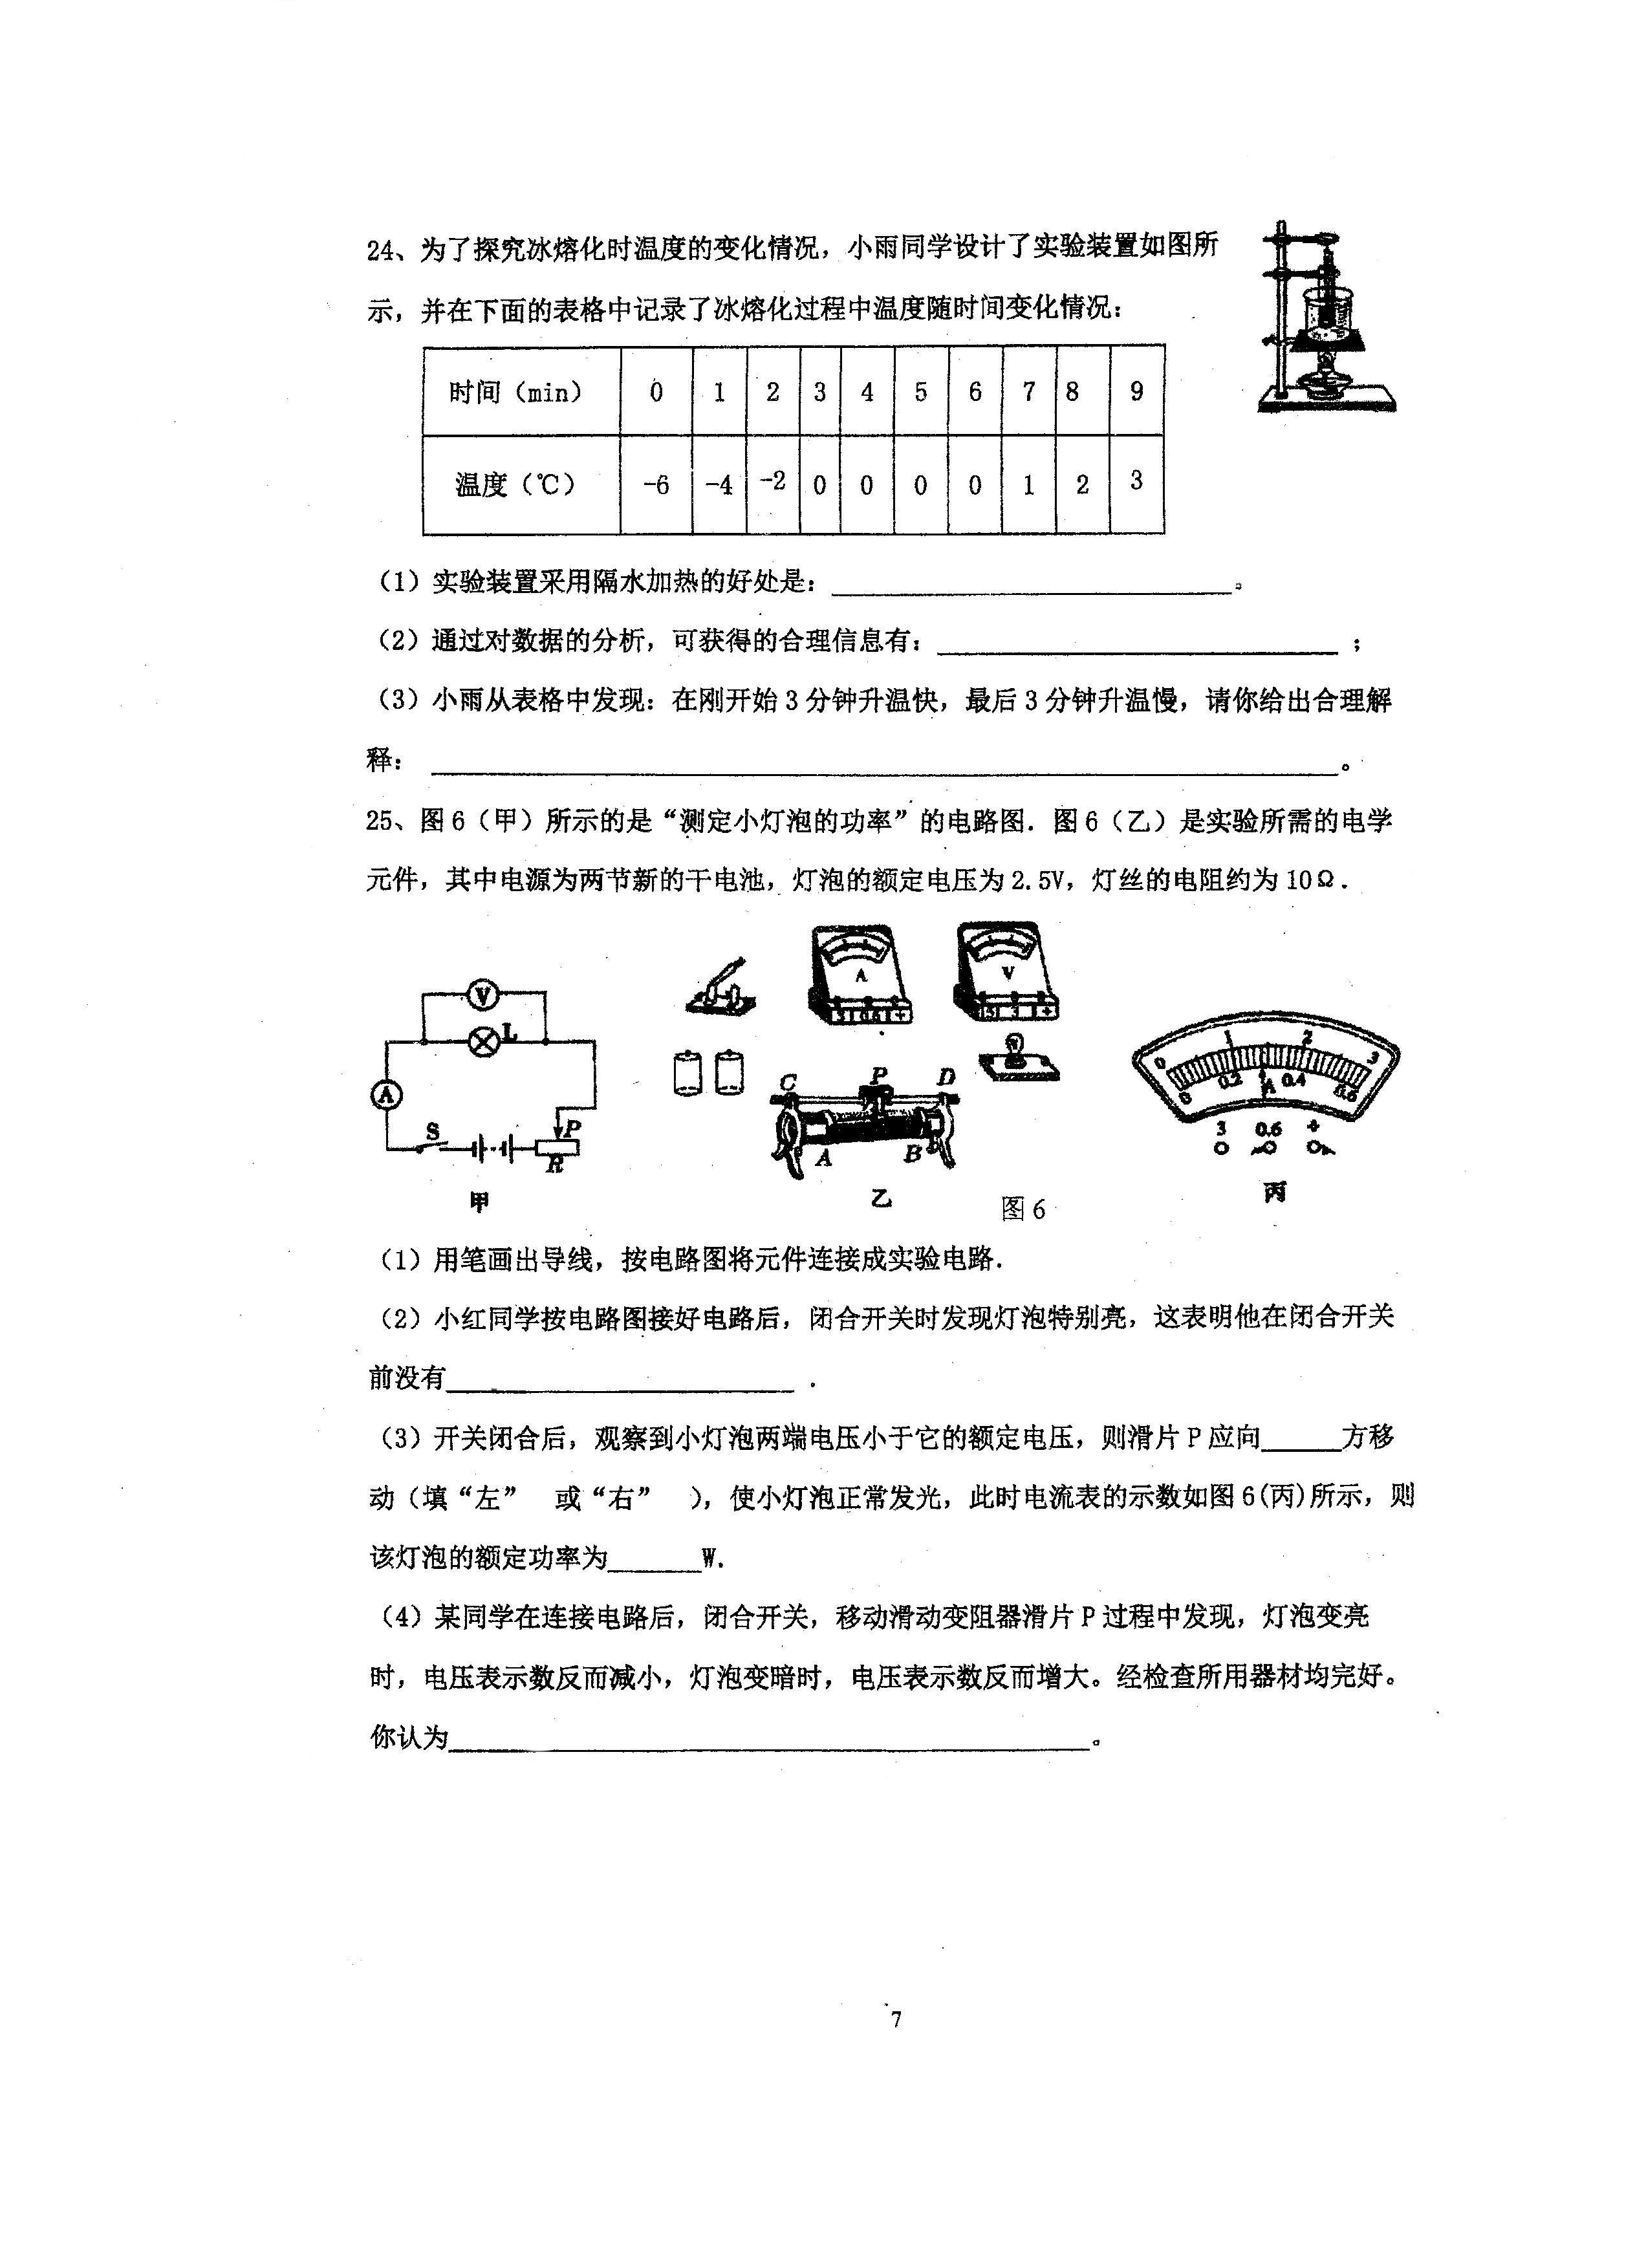 24、为了探究冰熔化时温度的变化情况，小雨同学设计了实验装置如图所
示，并在下面的表格中记录了冰熔化过程中温度随时间变化情况：
时间（min） 0 1 2 3 4 5 6 7 8 9
温度（℃） -6 -4 -2 0 0 0 0 1 2 3
（1）实验装置采用隔水加热的好处是：______________。
（2）通过对数据的分析，可获得的合理信息有：______________；
（3）小雨从表格中发现：在刚开始3分钟升温快，最后3分钟升温慢，请你给出合理解
释：______________。
25、图6（甲）所示的是“测定小灯泡的功率”的电路图．图6（乙）是实验所需的电学
元件，其中电源为两节新的干电池，灯泡的额定电压为2.5V，灯丝的电阻约为10Ω．
V
L
A
S
P
R
甲
A
3 0.6 +
V
15 3 +
C P D
A B
乙
图6
0 1 2 3
0 0.2 0.4 0.6
A
3 0.6 +
丙
（1）用笔画出导线，按电路图将元件连接成实验电路．
（2）小红同学按电路图接好电路后，闭合开关时发现灯泡特别亮，这表明他在闭合开关
前没有______________．
（3）开关闭合后，观察到小灯泡两端电压小于它的额定电压，则滑片P应向______方移
动（填“左” 或“右” ），使小灯泡正常发光，此时电流表的示数如图6(丙)所示，则
该灯泡的额定功率为______W．
（4）某同学在连接电路后，闭合开关，移动滑动变阻器滑片P过程中发现，灯泡变亮
时，电压表示数反而减小，灯泡变暗时，电压表示数反而增大。经检查所用器材均完好。
你认为______________。
7